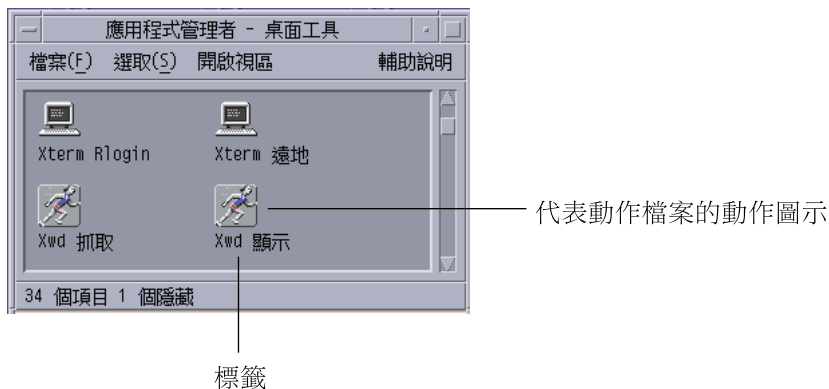 應用程式管理者 - 桌面工具
檔案(F) 選取(S) 開啟視區 輔助說明
Xterm Rlogin Xterm 遠地
Xwd 抓取 Xwd 顯示
代表動作檔案的動作圖示
34 個項目 1 個隱藏
標籤